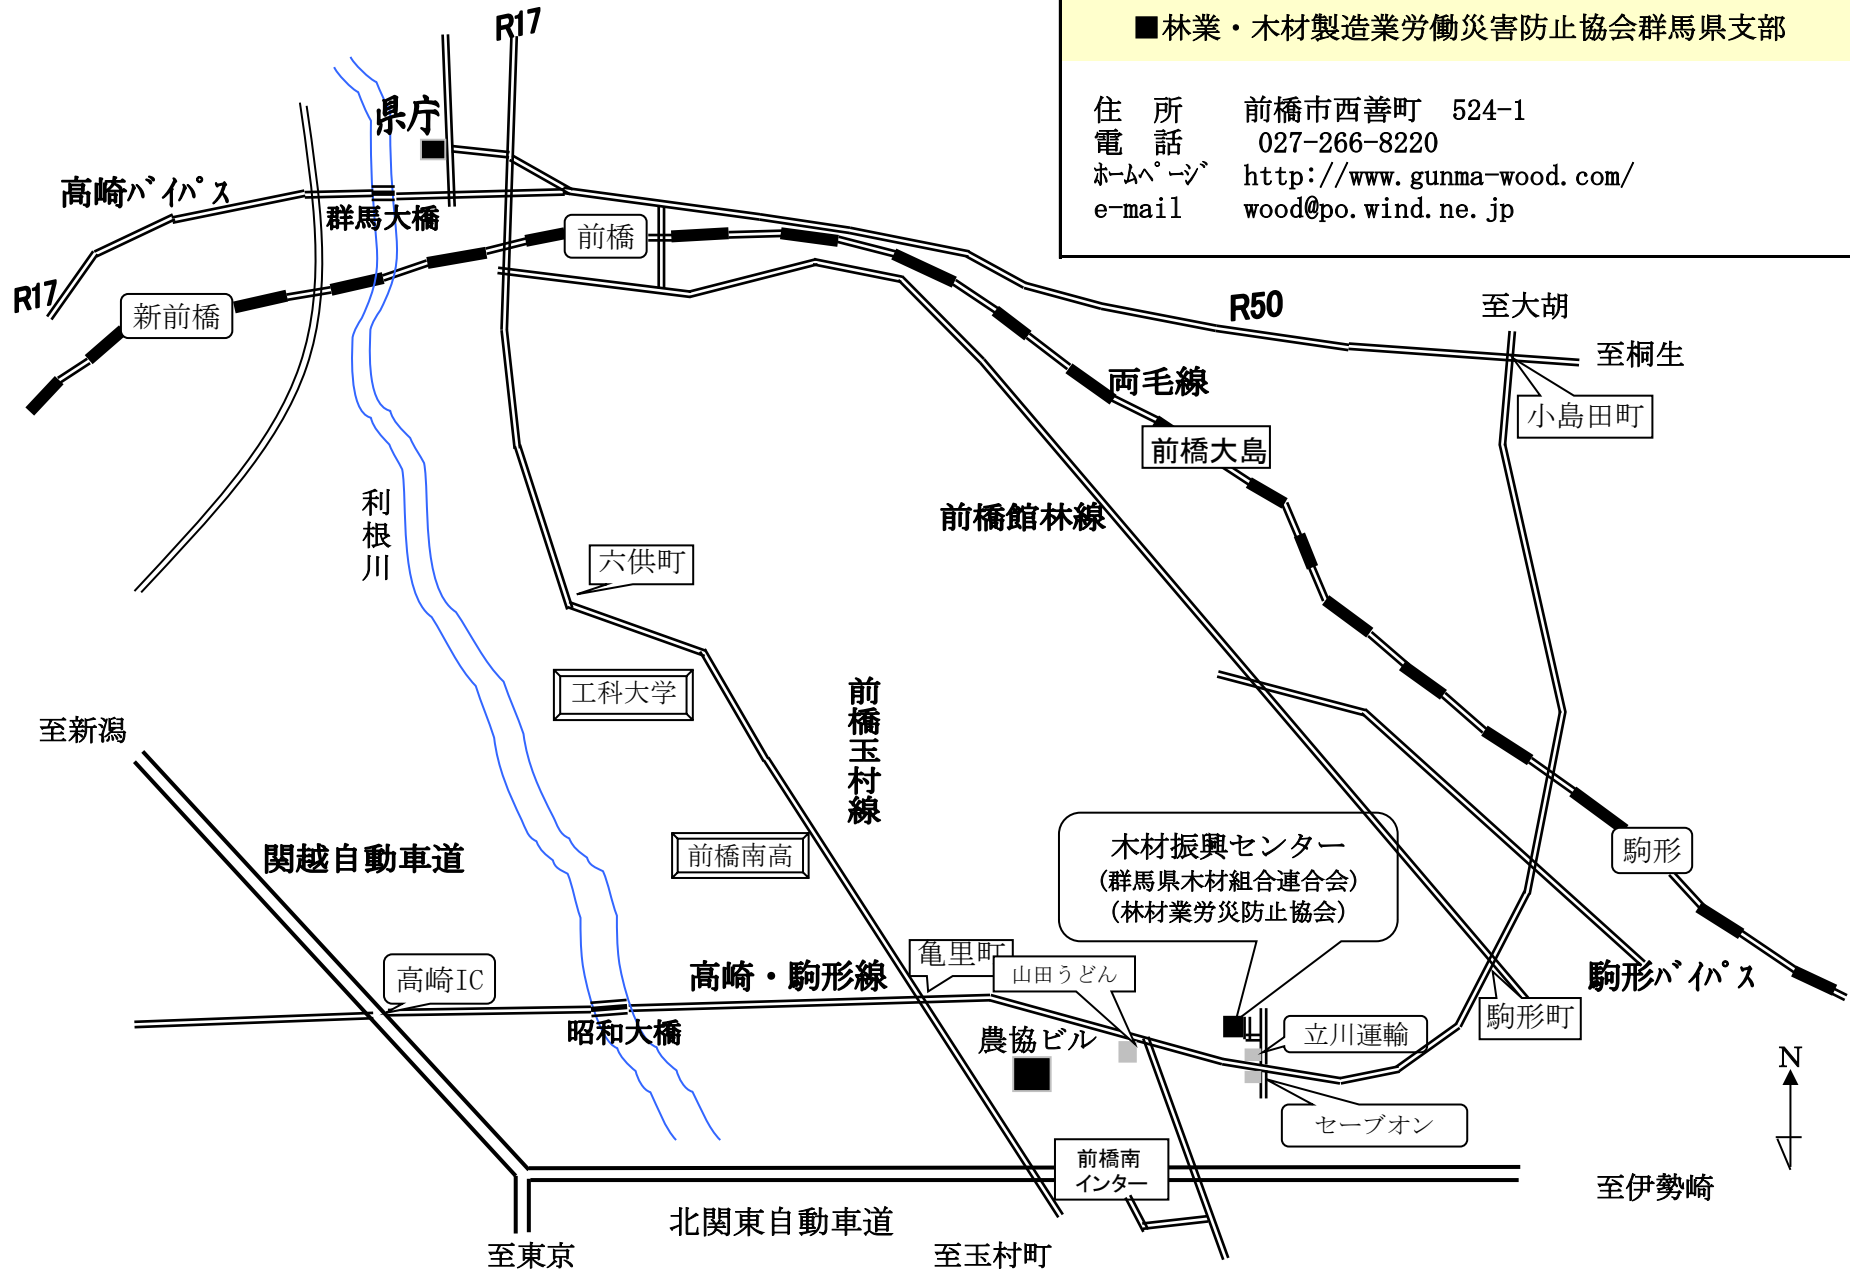 ■林業・木材製造業労働災害防止協会群馬県支部
住　所　　前橋市西善町　524-1
電　話　　027-266-8220
ﾎｰﾑﾍﾟｰｼﾞ　http://www.gunma-wood.com/
e-mail　　wood@po.wind.ne.jp
R17
県庁
高崎ﾊﾞｲﾊﾟｽ
群馬大橋
前橋
R17
新前橋
R50
至大胡
至桐生
両毛線
小島田町
前橋大島
利根川
前橋館林線
六供町
工科大学
前橋玉村線
至新潟
関越自動車道
前橋南高
木材振興センター
(群馬県木材組合連合会)
(林材業労災防止協会)
駒形
高崎IC
高崎・駒形線
亀里町
山田うどん
駒形ﾊﾞｲﾊﾟｽ
駒形町
昭和大橋
農協ビル
立川運輸
N
セーブオン
前橋南
インター
至伊勢崎
北関東自動車道
至東京
至玉村町